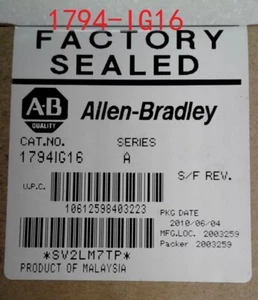 1794-IG16
FACTORY
SEALED
A-B
QUALITY
Allen-Bradley
CAT.NO. SERIES
1794IG16 A
U.P.C. S/F REV.
10612598403223
PKG DATE
2010/06/04
MFG.LOC. 2003259
Packer 2003259
*SV2LM7TP*
PRODUCT OF MALAYSIA